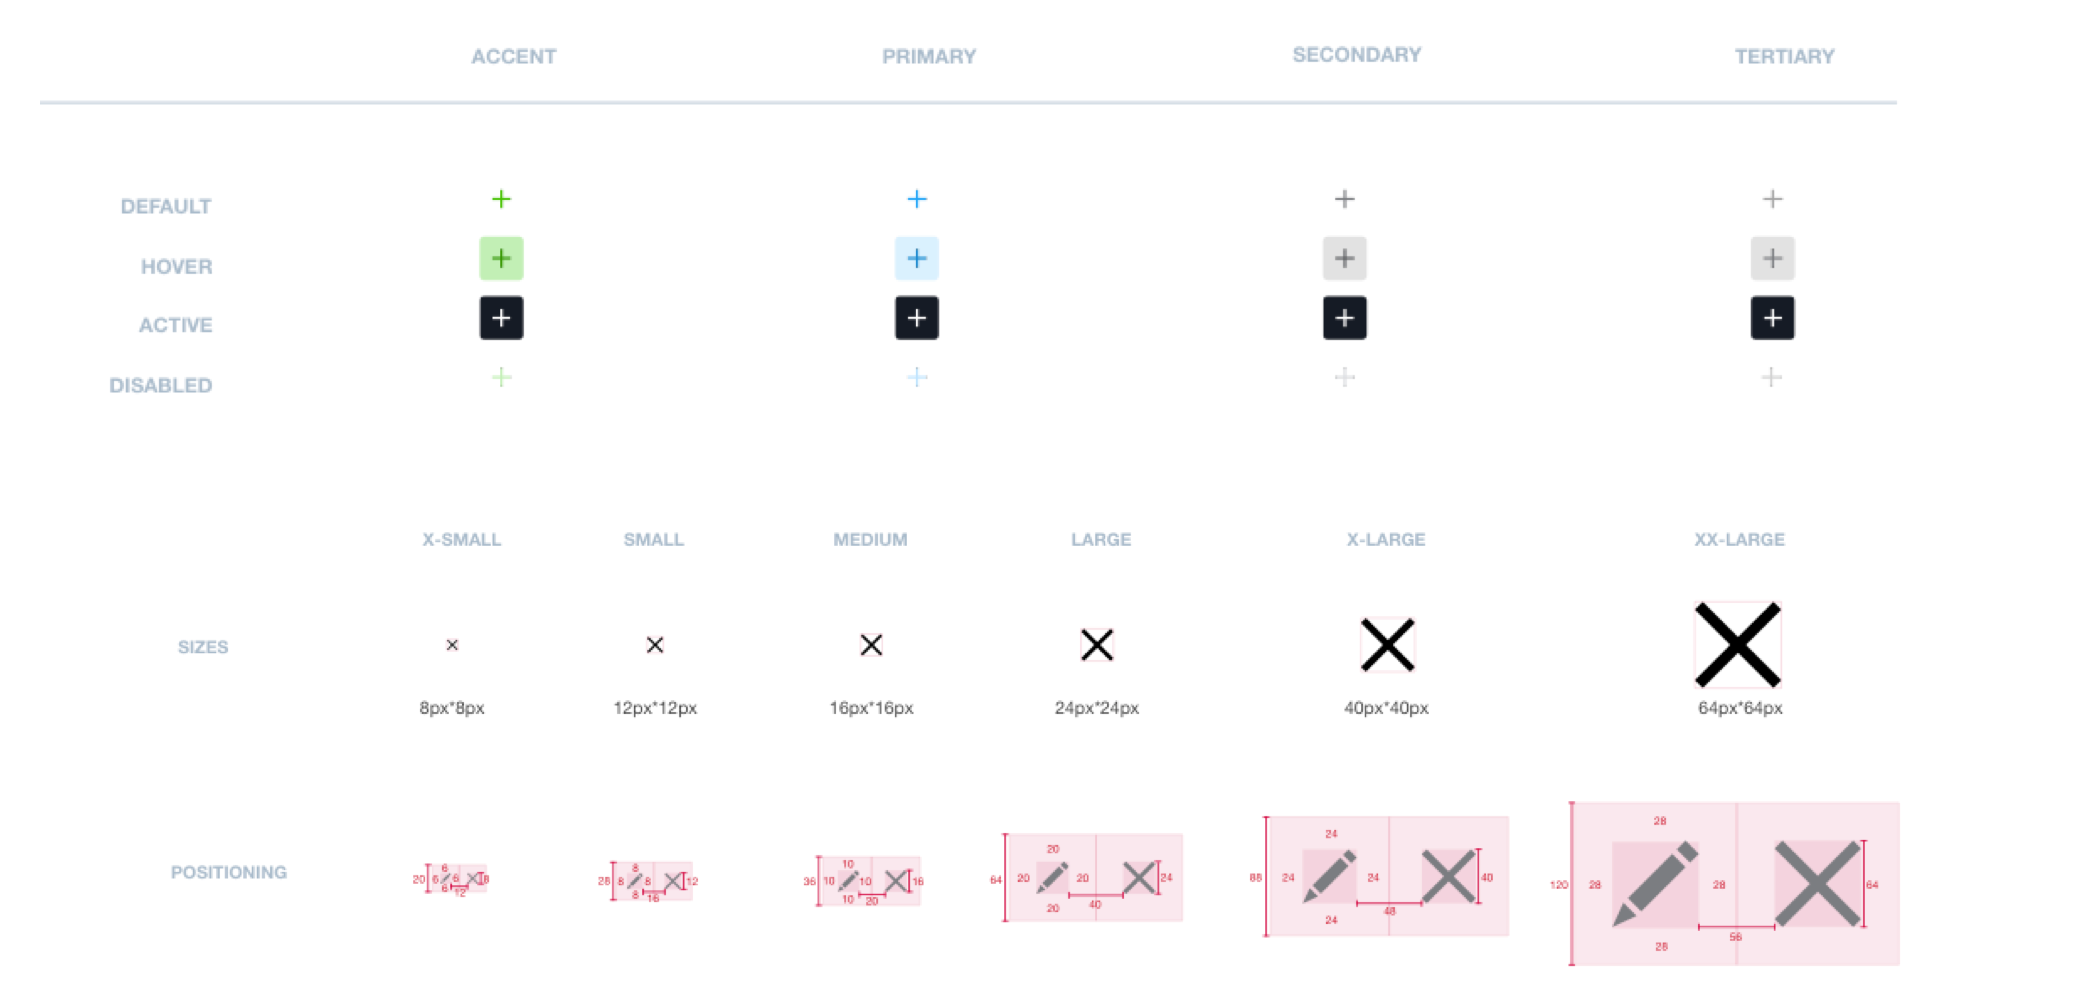 ACCENT PRIMARY SECONDARY TERTIARY
DEFAULT
HOVER
ACTIVE
DISABLED
X-SMALL SMALL MEDIUM LARGE X-LARGE XX-LARGE
SIZES
8px*8px 12px*12px 16px*16px 24px*24px 40px*40px 64px*64px
POSITIONING
20 6 6 6 6 12 8
28 8 8 8 8 16 12
36 10 10 10 10 20 16
64 20 20 20 20 40 24
88 24 24 24 24 48 40
120 28 28 28 28 56 64